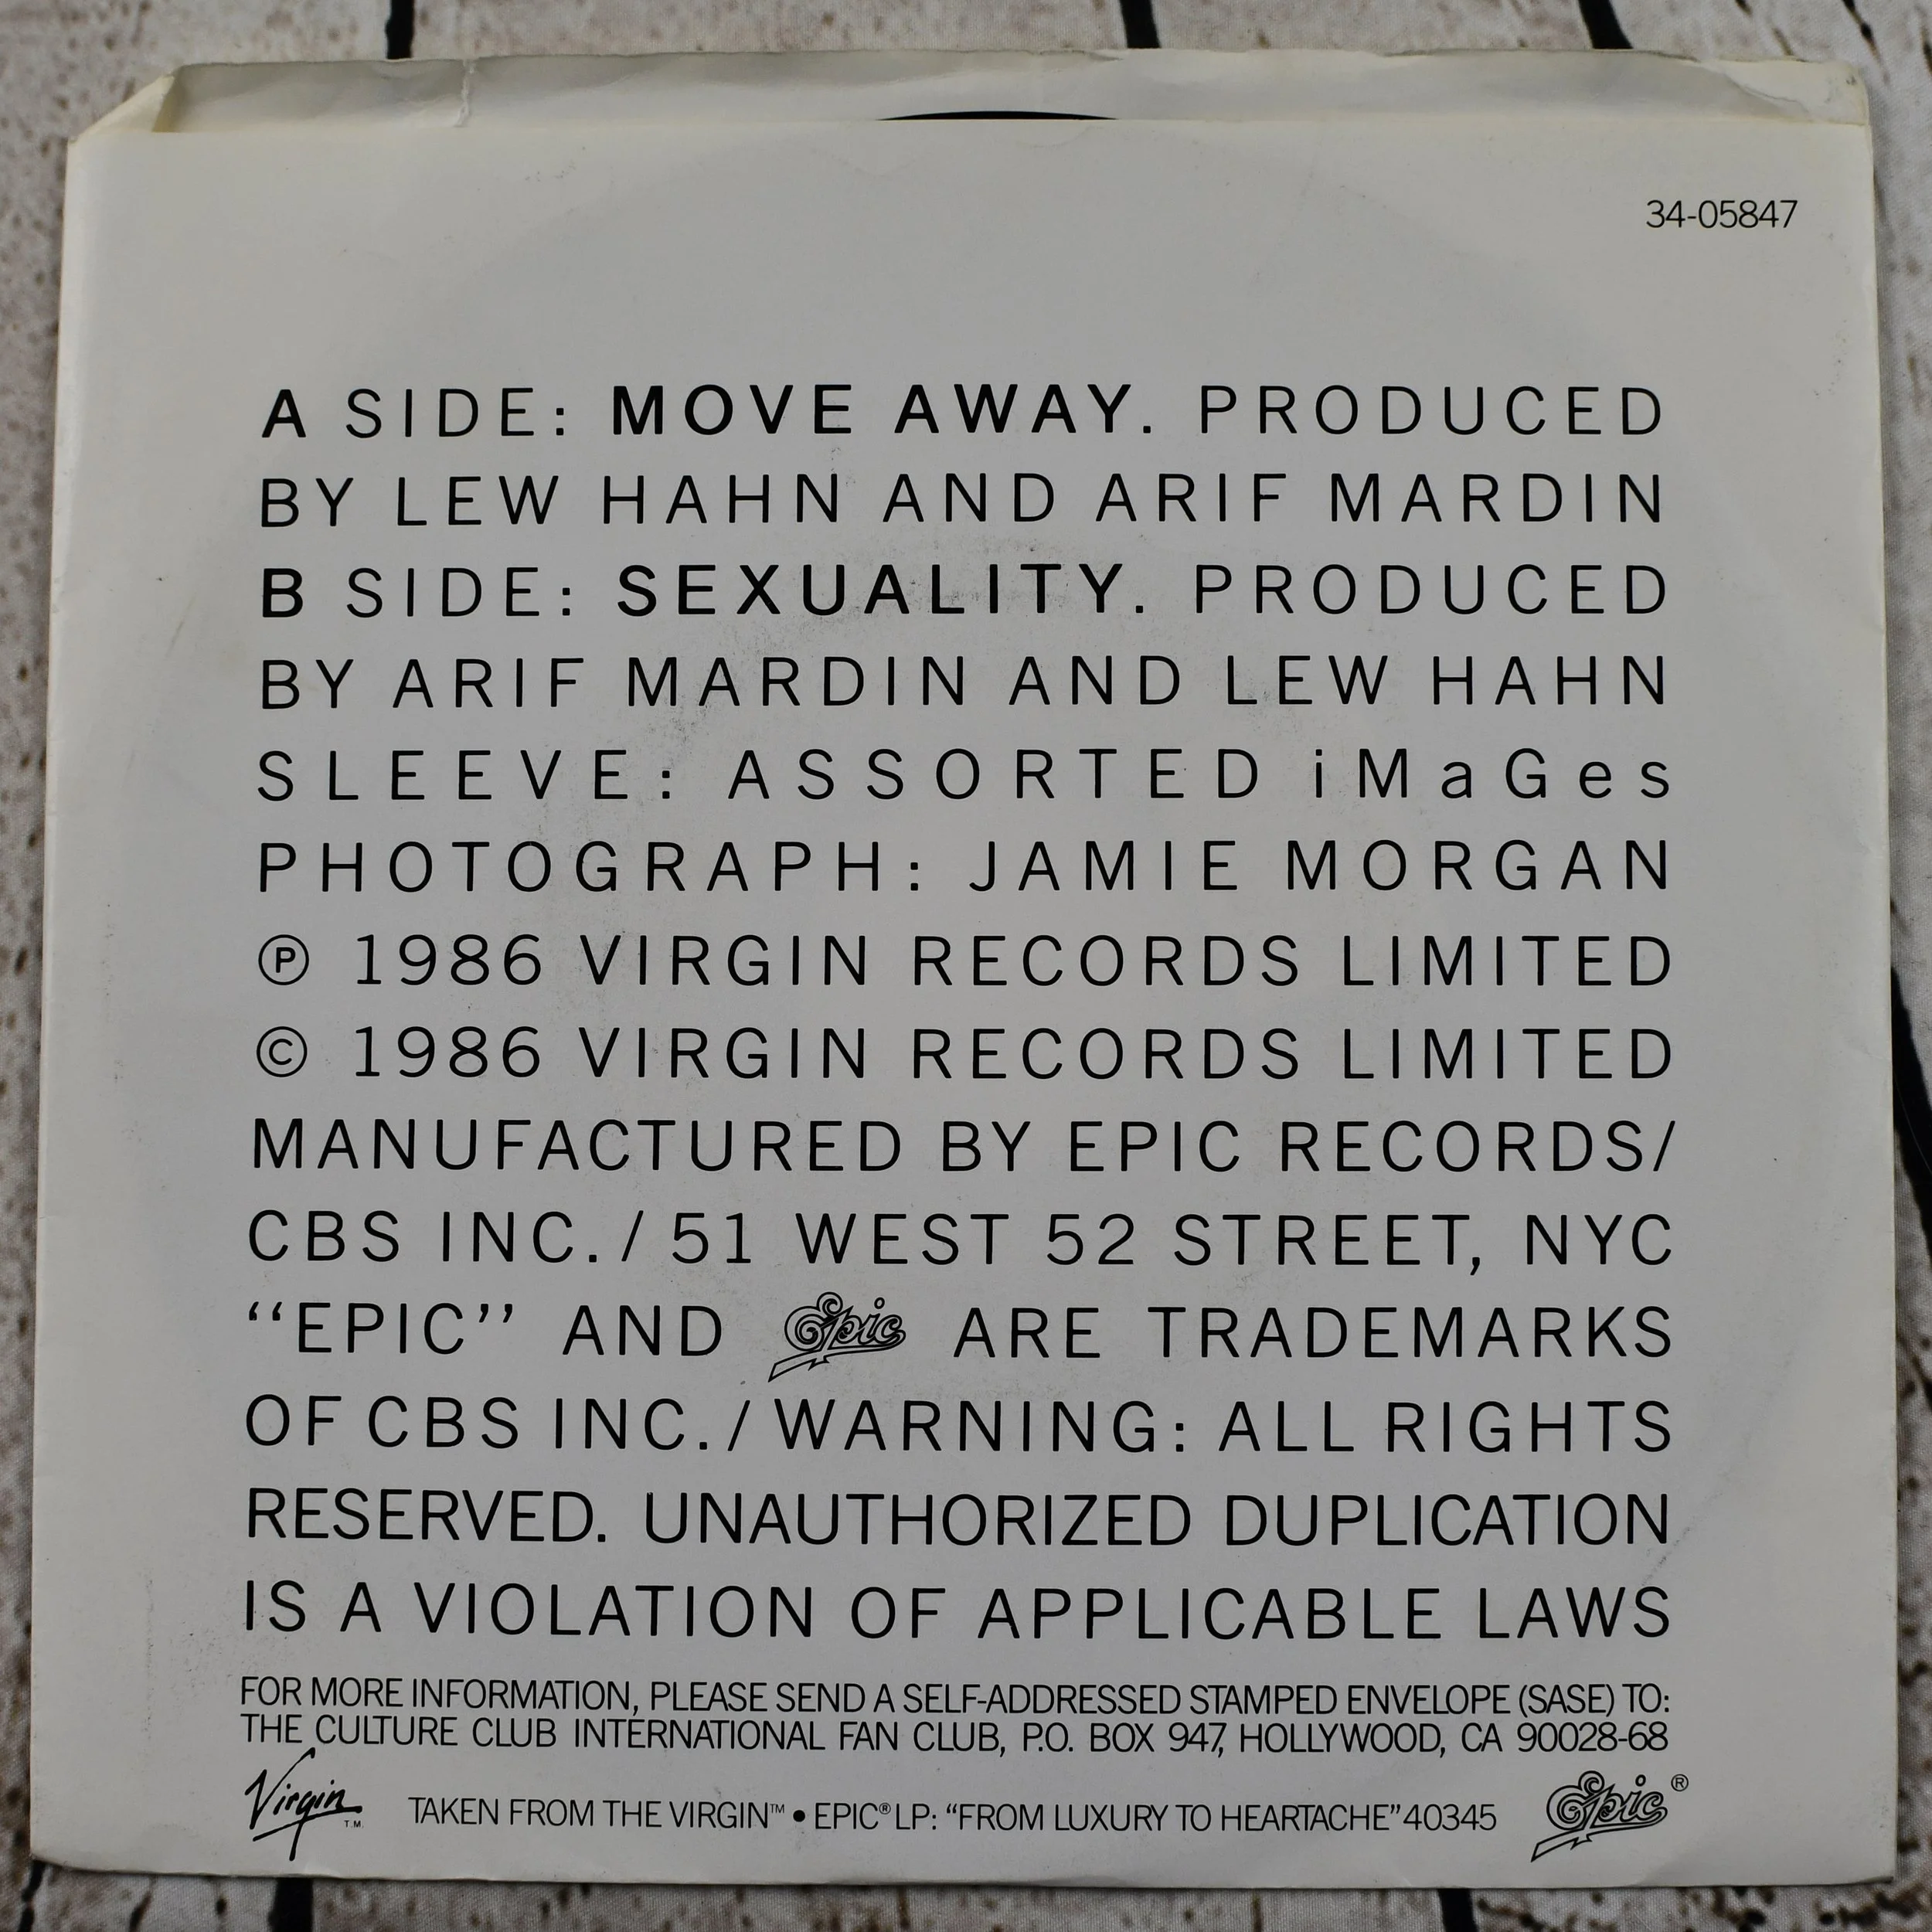 34-05847
A SIDE: MOVE AWAY. PRODUCED
BY LEW HAHN AND ARIF MARDIN
B SIDE: SEXUALITY. PRODUCED
BY ARIF MARDIN AND LEW HAHN
SLEEVE: ASSORTED iMaGes
PHOTOGRAPH: JAMIE MORGAN
℗ 1986 VIRGIN RECORDS LIMITED
© 1986 VIRGIN RECORDS LIMITED
MANUFACTURED BY EPIC RECORDS/
CBS INC./51 WEST 52 STREET, NYC
“EPIC” AND Epic ARE TRADEMARKS
OF CBS INC./WARNING: ALL RIGHTS
RESERVED. UNAUTHORIZED DUPLICATION
IS A VIOLATION OF APPLICABLE LAWS
FOR MORE INFORMATION, PLEASE SEND A SELF-ADDRESSED STAMPED ENVELOPE (SASE) TO:
THE CULTURE CLUB INTERNATIONAL FAN CLUB, P.O. BOX 947, HOLLYWOOD, CA 90028-68
Virgin T.M. TAKEN FROM THE VIRGIN™ • EPIC® LP: “FROM LUXURY TO HEARTACHE” 40345 Epic ®